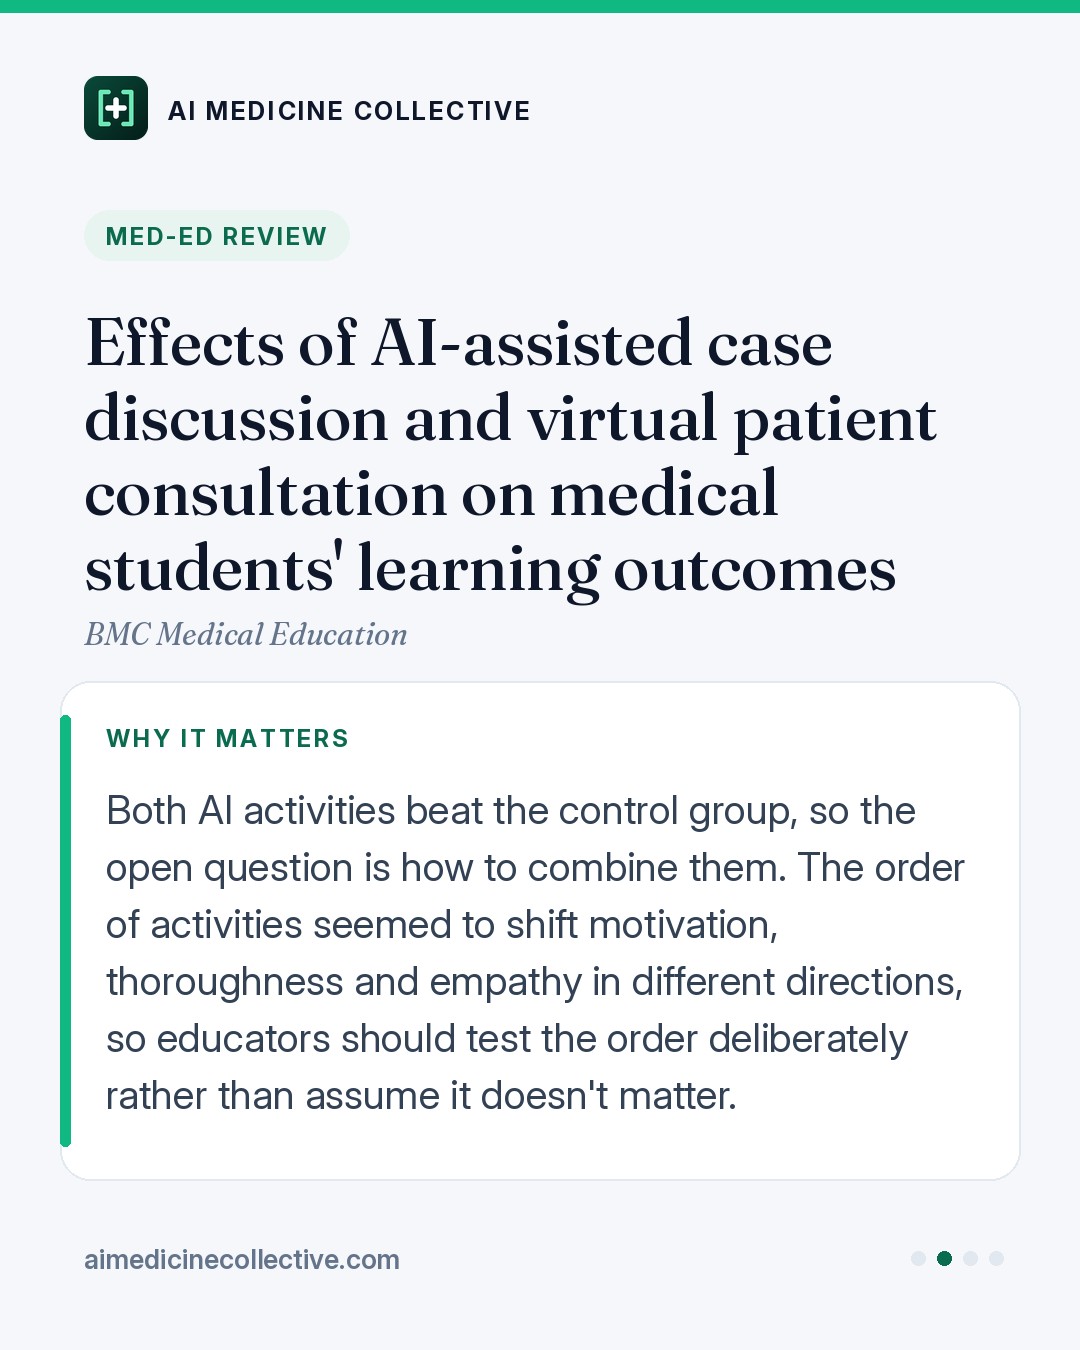 AI MEDICINE COLLECTIVE
MED-ED REVIEW
Effects of AI-assisted case
discussion and virtual patient
consultation on medical
students' learning outcomes
BMC Medical Education
WHY IT MATTERS
Both AI activities beat the control group, so the
open question is how to combine them. The order
of activities seemed to shift motivation,
thoroughness and empathy in different directions,
so educators should test the order deliberately
rather than assume it doesn't matter.
aimedicinecollective.com